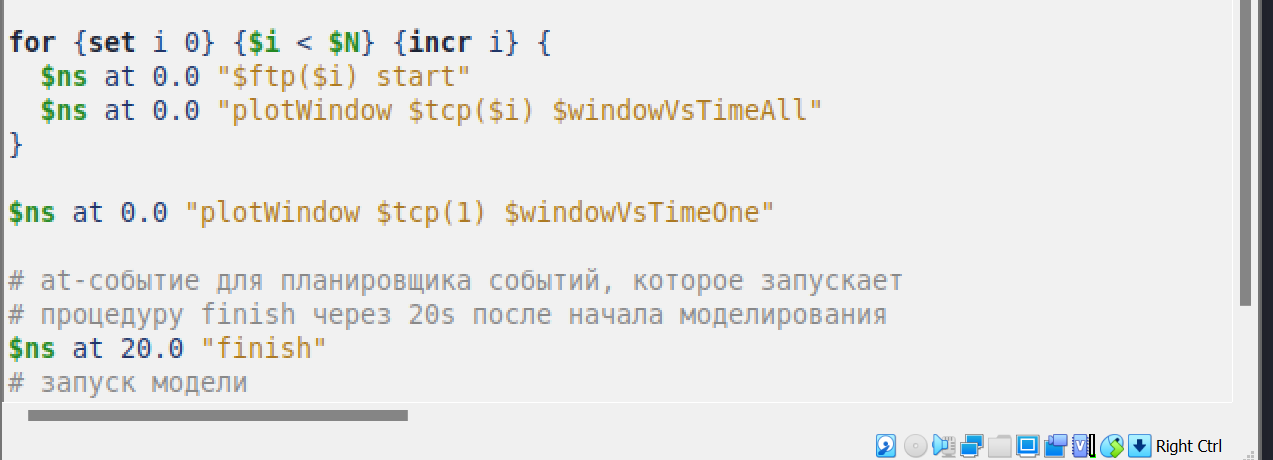 for {set i 0} {$i < $N} {incr i} {
  $ns at 0.0 "$ftp($i) start"
  $ns at 0.0 "plotWindow $tcp($i) $windowVsTimeAll"
}
$ns at 0.0 "plotWindow $tcp(1) $windowVsTimeOne"
# at-событие для планировщика событий, которое запускает
# процедуру finish через 20s после начала моделирования
$ns at 20.0 "finish"
# запуск модели
Right Ctrl